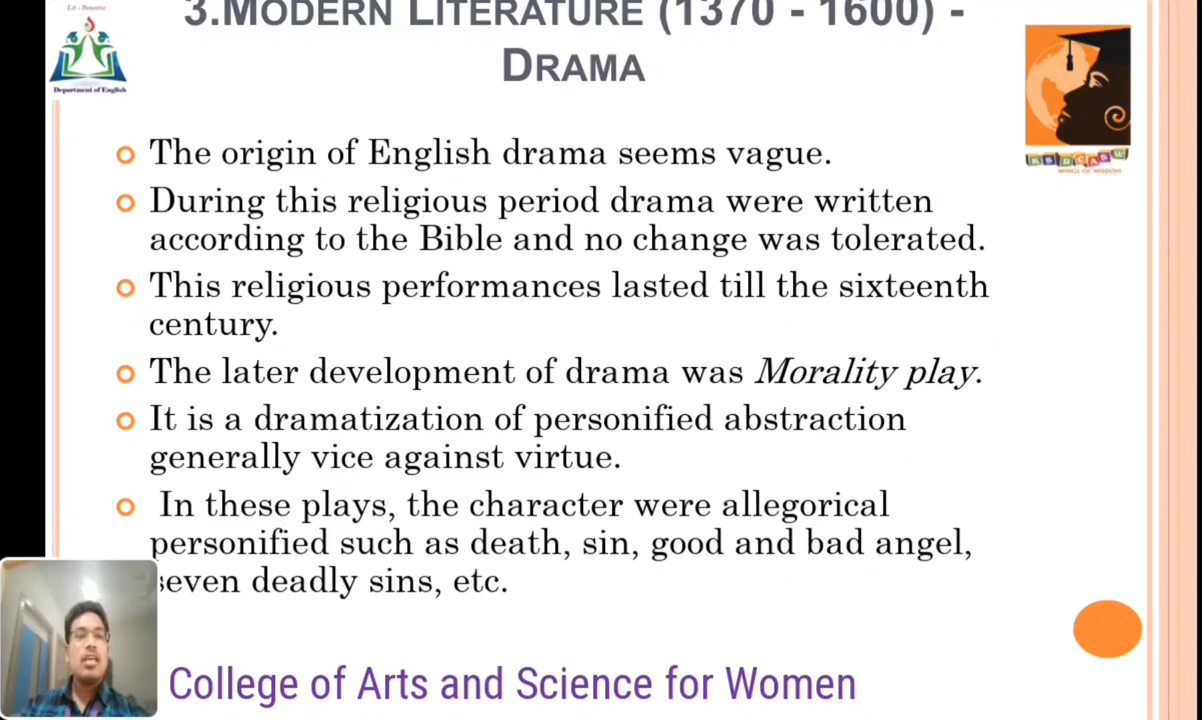 3.MODERN LITERATURE (1370 - 1600) -
DRAMA
Department of English
WINGS OF WISDOM
The origin of English drama seems vague.
During this religious period drama were written
according to the Bible and no change was tolerated.
This religious performances lasted till the sixteenth
century.
The later development of drama was Morality play.
It is a dramatization of personified abstraction
generally vice against virtue.
In these plays, the character were allegorical
personified such as death, sin, good and bad angel,
seven deadly sins, etc.
College of Arts and Science for Women